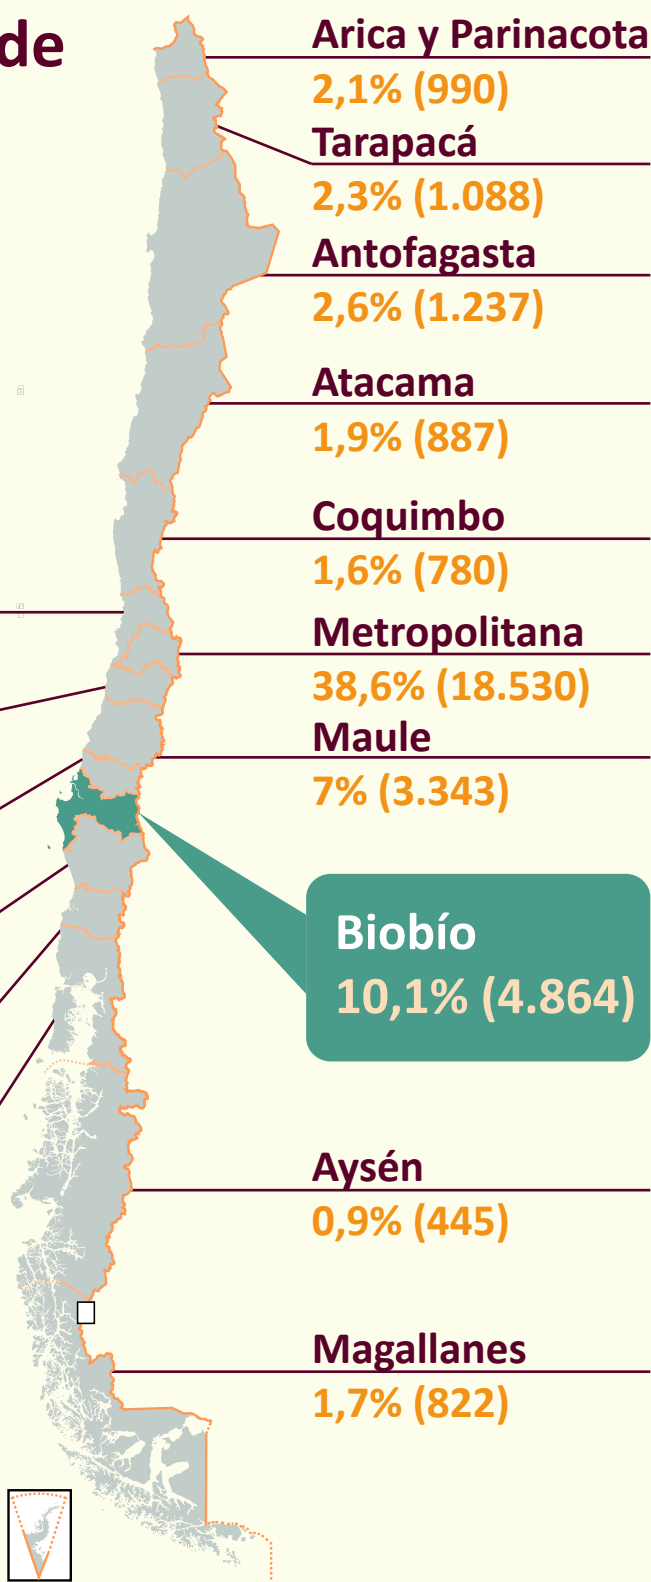 de
Arica y Parinacota
2,1% (990)
Tarapacá
2,3% (1.088)
Antofagasta
2,6% (1.237)
Atacama
1,9% (887)
Coquimbo
1,6% (780)
Metropolitana
38,6% (18.530)
Maule
7% (3.343)
Biobío
10,1% (4.864)
Aysén
0,9% (445)
Magallanes
1,7% (822)